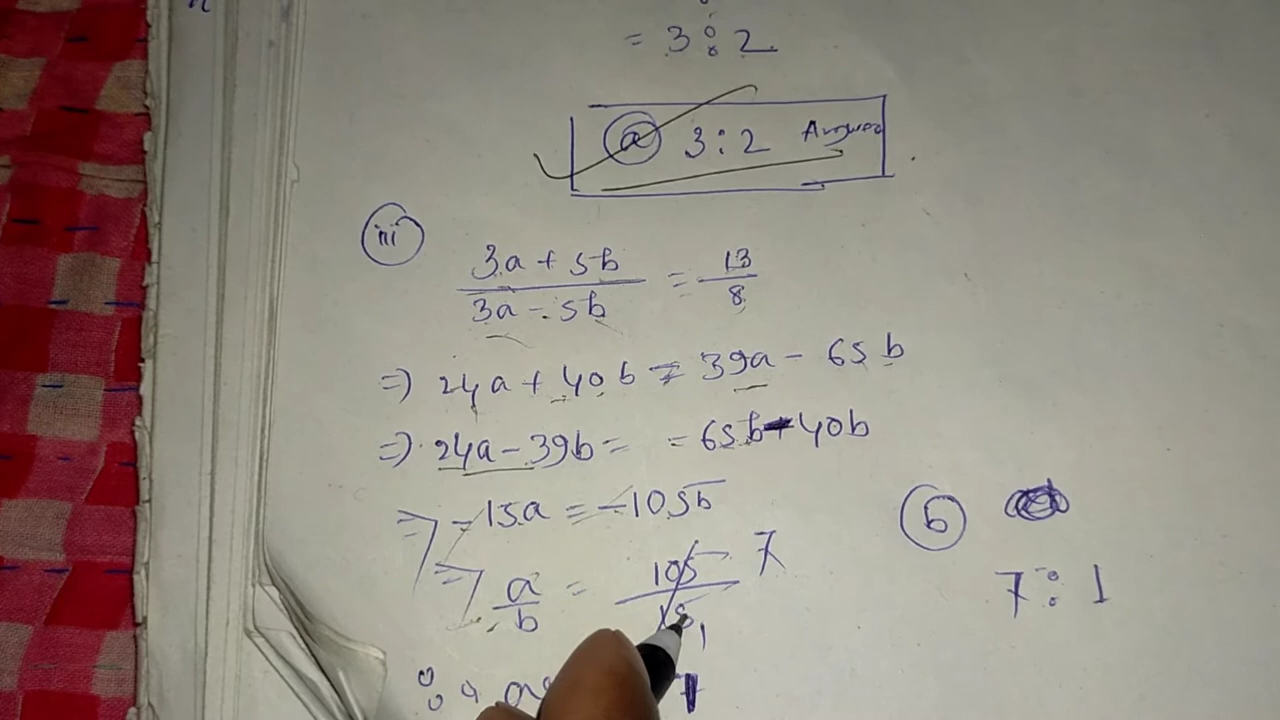 = 3 : 2
(a) 3 : 2 Answer
(iii)
3a + 5b / 3a - 5b = 13 / 8
=) 24a + 40b = 39a - 65b
=) 24a - 39b = = 65b - 40b
=> -15a = -105b
=> a / b = 105 / 15 7 1
(b) 7 : 1